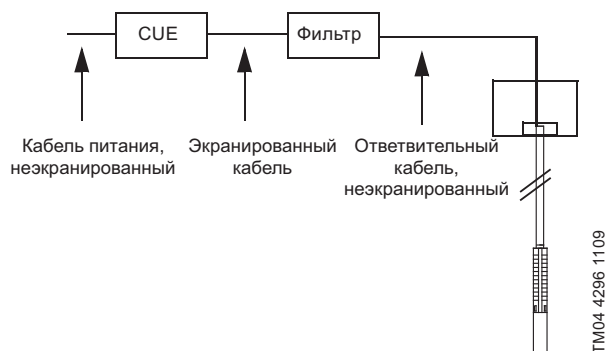 CUE
Фильтр
Кабель питания,
неэкранированный
Экранированный
кабель
Ответвительный
кабель,
неэкранированный
TM04 4296 1109